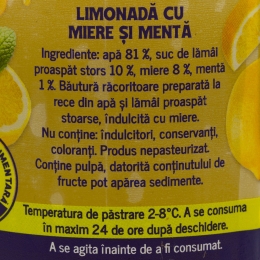 LIMONADĂ CU
MIERE ȘI MENTĂ
Ingrediente: apă 81 %, suc de lămâi
proaspăt stors 10 %, miere 8 %, mentă
1 %. Băutură răcoritoare preparată la
rece din apă și lămâi proaspăt
stoarse, îndulcită cu miere.
Nu conține: îndulcitori, conservanți,
coloranți. Produs nepasteurizat.
Conține pulpă, datorită conținutului de
fructe pot apărea sedimente.
Temperatura de păstrare 2-8°C. A se consuma
în maxim 24 de ore după deschidere.
A se agita înainte de a fi consumat.